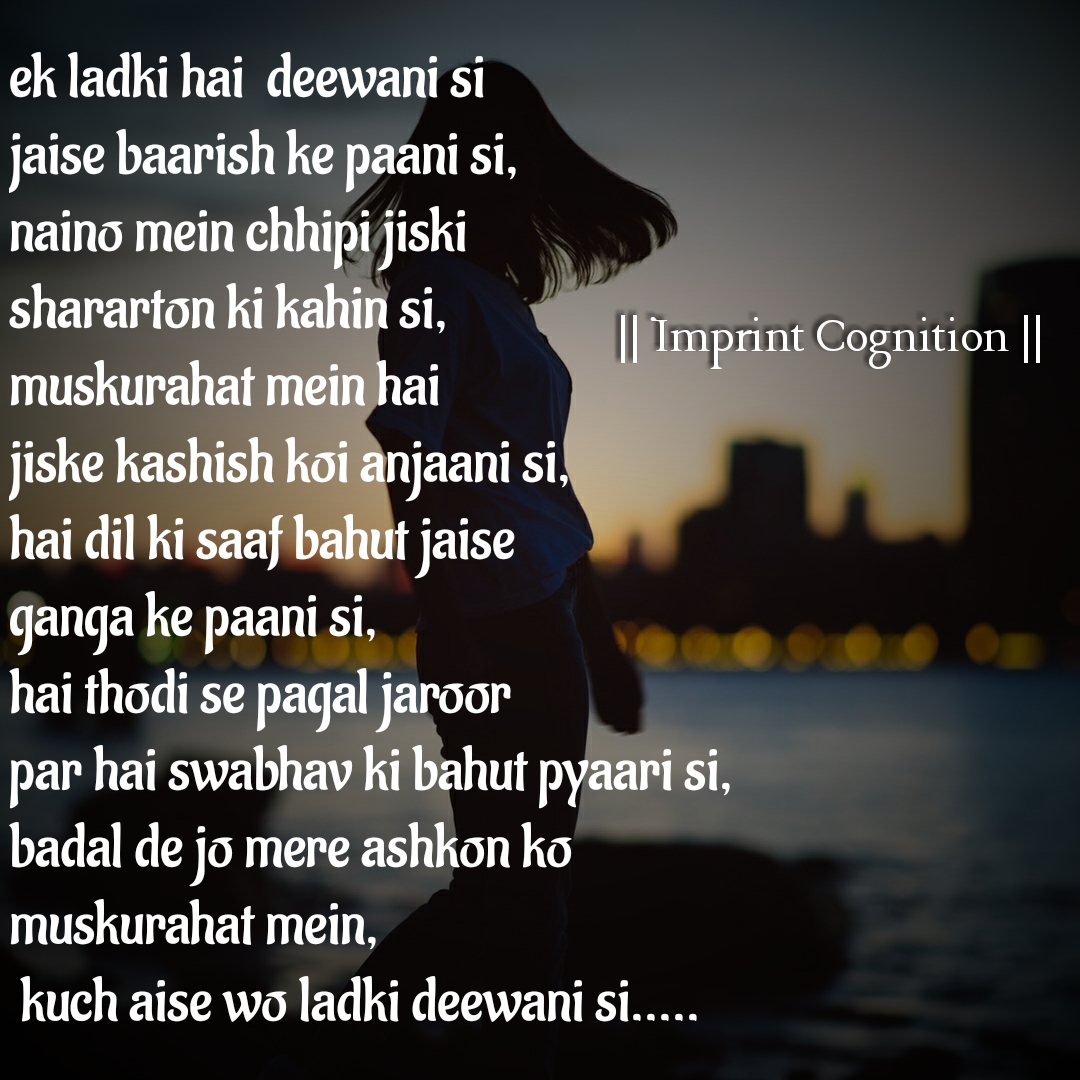 ek ladki hai  deewani si
jaise baarish ke paani si,
naino mein chhipi jiski
shararton ki kahin si,
muskurahat mein hai
jiske kashish koi anjaani si,
hai dil ki saaf bahut jaise
ganga ke paani si,
hai thodi se pagal jaroor
par hai swabhav ki bahut pyaari si,
badal de jo mere ashkon ko
muskurahat mein,
kuch aise wo ladki deewani si.....
|| Imprint Cognition ||